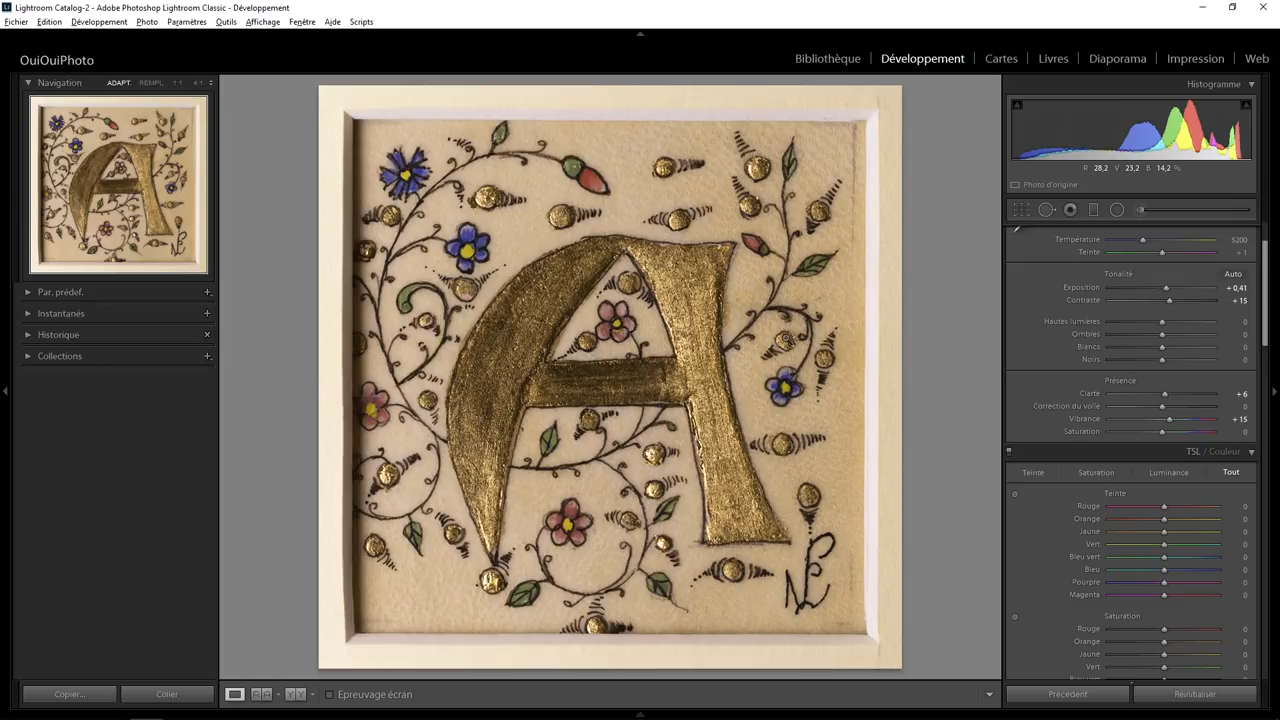 Lightroom Catalog-2 - Adobe Photoshop Lightroom Classic - Développement
Fichier Edition Développement Photo Paramètres Outils Affichage Fenêtre Aide Scripts
OuiOuiPhoto
Bibliothèque | Développement | Cartes | Livres | Diaporama | Impression | Web
Navigation ADAPT. REMPL. 1:1 4:1
Histogramme
R 28,2 V 23,2 B 14,2 %
Photo d'origine
Température 5200
Teinte + 1
Tonalité Auto
Exposition + 0,41
Contraste + 15
Hautes lumières 0
Ombres 0
Blancs 0
Noirs 0
Présence
Clarté + 6
Correction du voile 0
Vibrance + 15
Saturation 0
TSL / Couleur
Teinte Saturation Luminance Tout
Teinte
Rouge 0
Orange 0
Jaune 0
Vert 0
Bleu vert 0
Bleu 0
Pourpre 0
Magenta 0
Saturation
Rouge 0
Orange 0
Jaune 0
Vert 0
Par. prédef.
Instantanés
Historique
Collections
A
Copier... Coller
Epreuvage écran
Précédent Réinitialiser